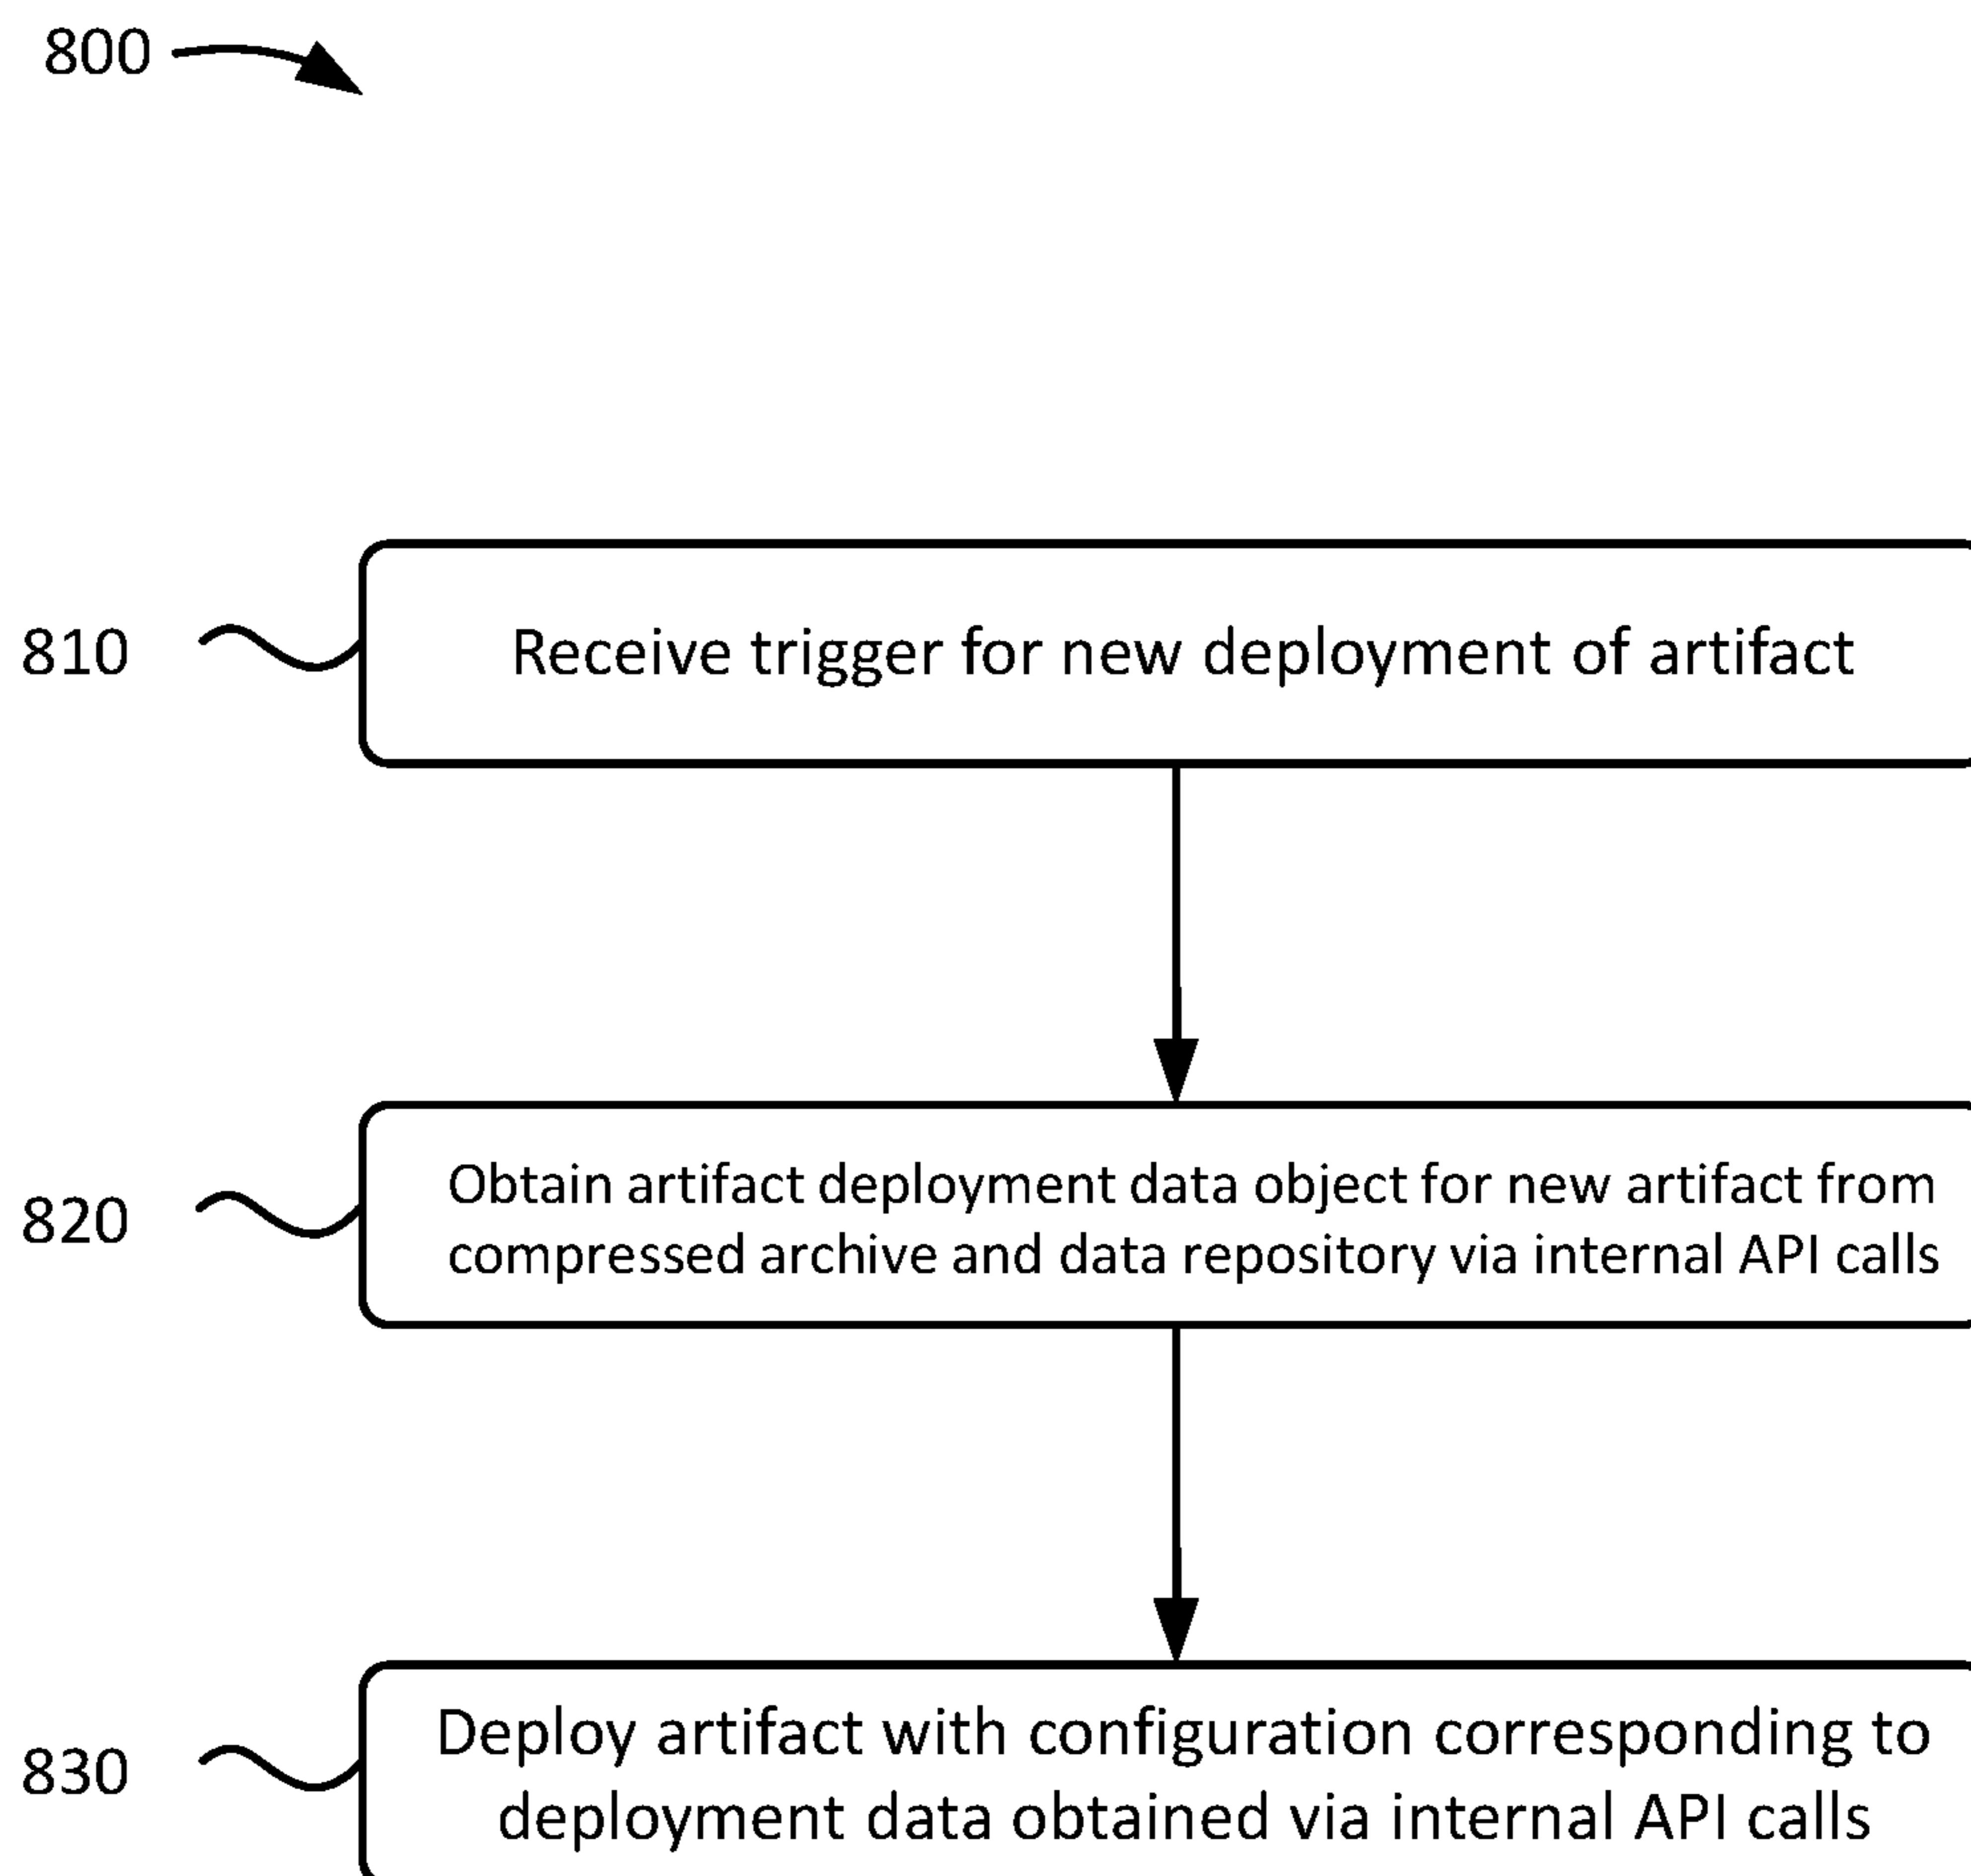 800
810
Receive trigger for new deployment of artifact
820
Obtain artifact deployment data object for new artifact from
compressed archive and data repository via internal API calls
830
Deploy artifact with configuration corresponding to
deployment data obtained via internal API calls